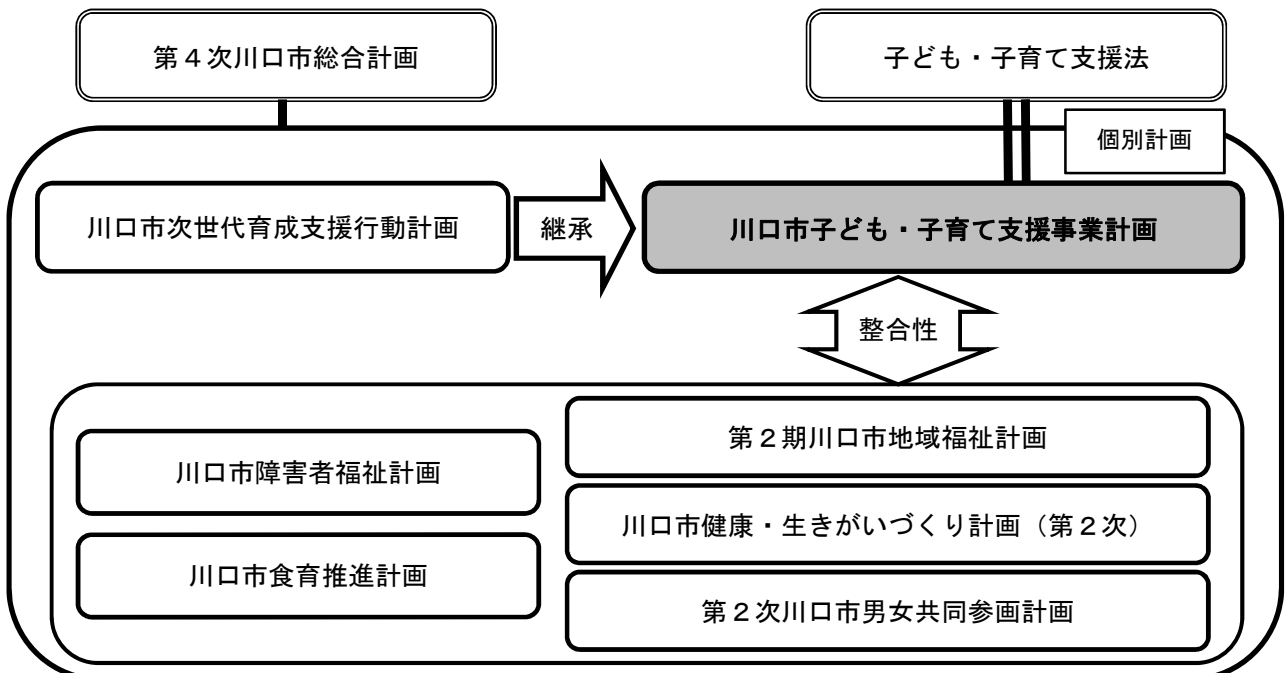 第４次川口市総合計画
子ども・子育て支援法
個別計画
川口市次世代育成支援行動計画
継承
川口市子ども・子育て支援事業計画
整合性
川口市障害者福祉計画
川口市食育推進計画
第２期川口市地域福祉計画
川口市健康・生きがいづくり計画（第２次）
第２次川口市男女共同参画計画